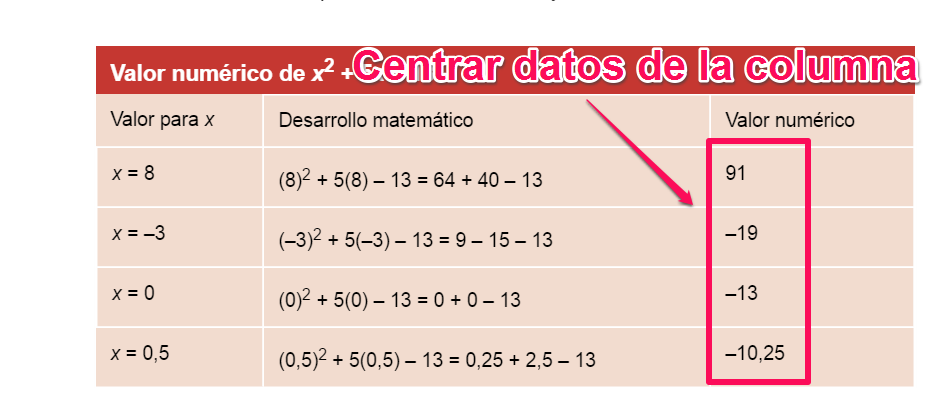 Valor numérico de x² +
Centrar datos de la columna
Valor para x Desarrollo matemático Valor numérico
x = 8 (8)² + 5(8) – 13 = 64 + 40 – 13 91
x = –3 (–3)² + 5(–3) – 13 = 9 – 15 – 13 –19
x = 0 (0)² + 5(0) – 13 = 0 + 0 – 13 –13
x = 0,5 (0,5)² + 5(0,5) – 13 = 0,25 + 2,5 – 13 –10,25